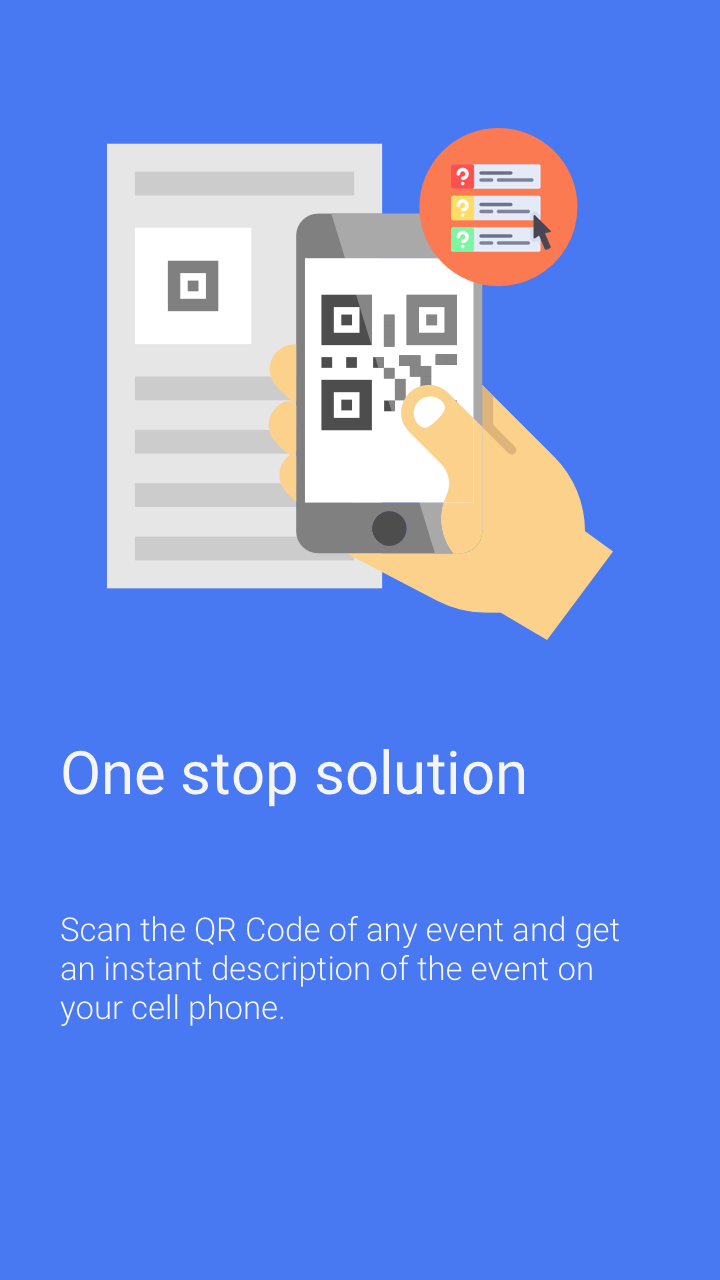 One stop solution
Scan the QR Code of any event and get
an instant description of the event on
your cell phone.